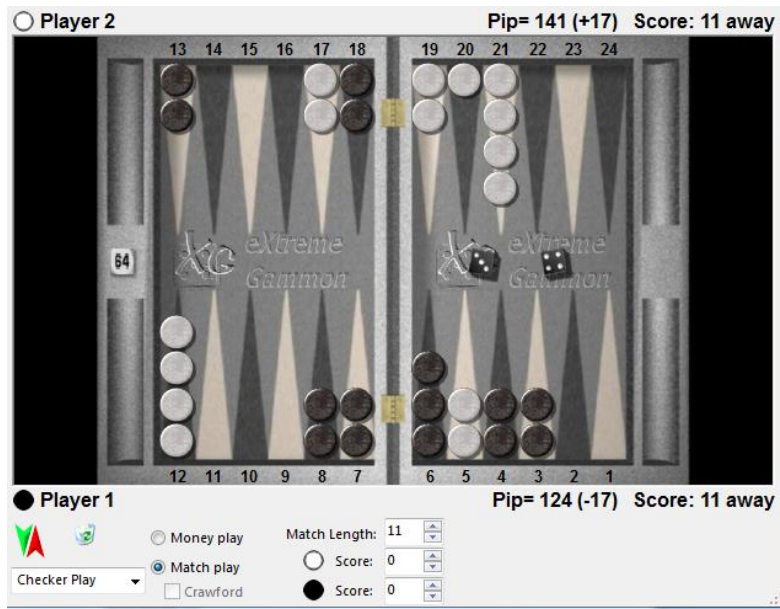 Player 2 Pip= 141 (+17) Score: 11 away
13 14 15 16 17 18 19 20 21 22 23 24
64
XG eXtreme Gammon XG eXtreme Gammon
12 11 10 9 8 7 6 5 4 3 2 1
Player 1 Pip= 124 (-17) Score: 11 away
Money play Match Length: 11
Match play Score: 0
Checker Play Crawford Score: 0